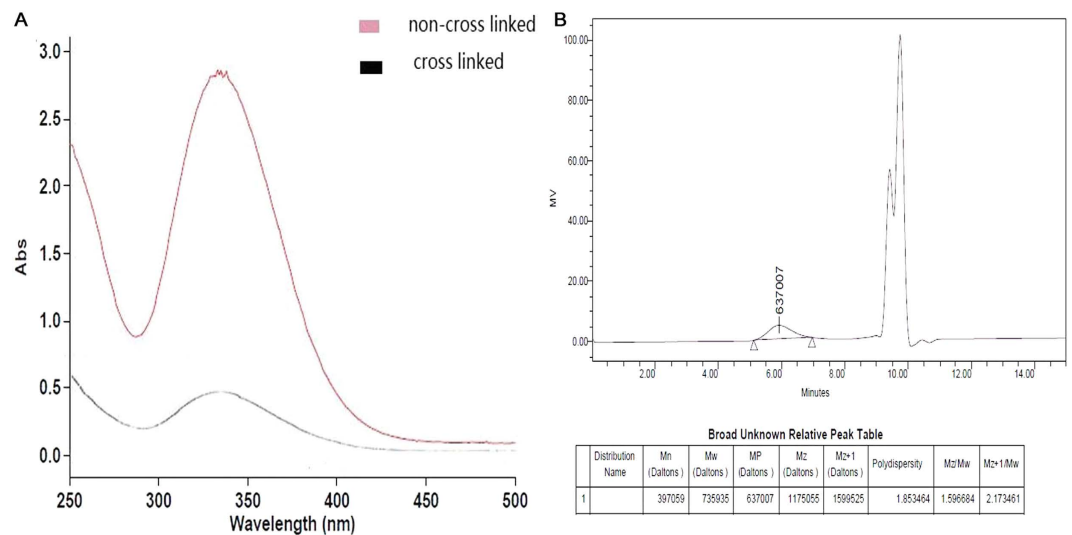 A
non-cross linked
cross linked
3.0
2.5
2.0
1.5
1.0
0.5
0.0
Abs
250
300
350
400
450
500
Wavelength (nm)
B
100.00
80.00
60.00
40.00
20.00
0.00
MV
637007
2.00
4.00
6.00
8.00
10.00
12.00
14.00
Minutes
Broad Unknown Relative Peak Table
Distribution Name Mn (Daltons) Mw (Daltons) MP (Daltons) Mz (Daltons) Mz+1 (Daltons) Polydispersity Mz/Mw Mz+1/Mw
1 397059 735935 637007 1175055 1599525 1.853464 1.596684 2.173461